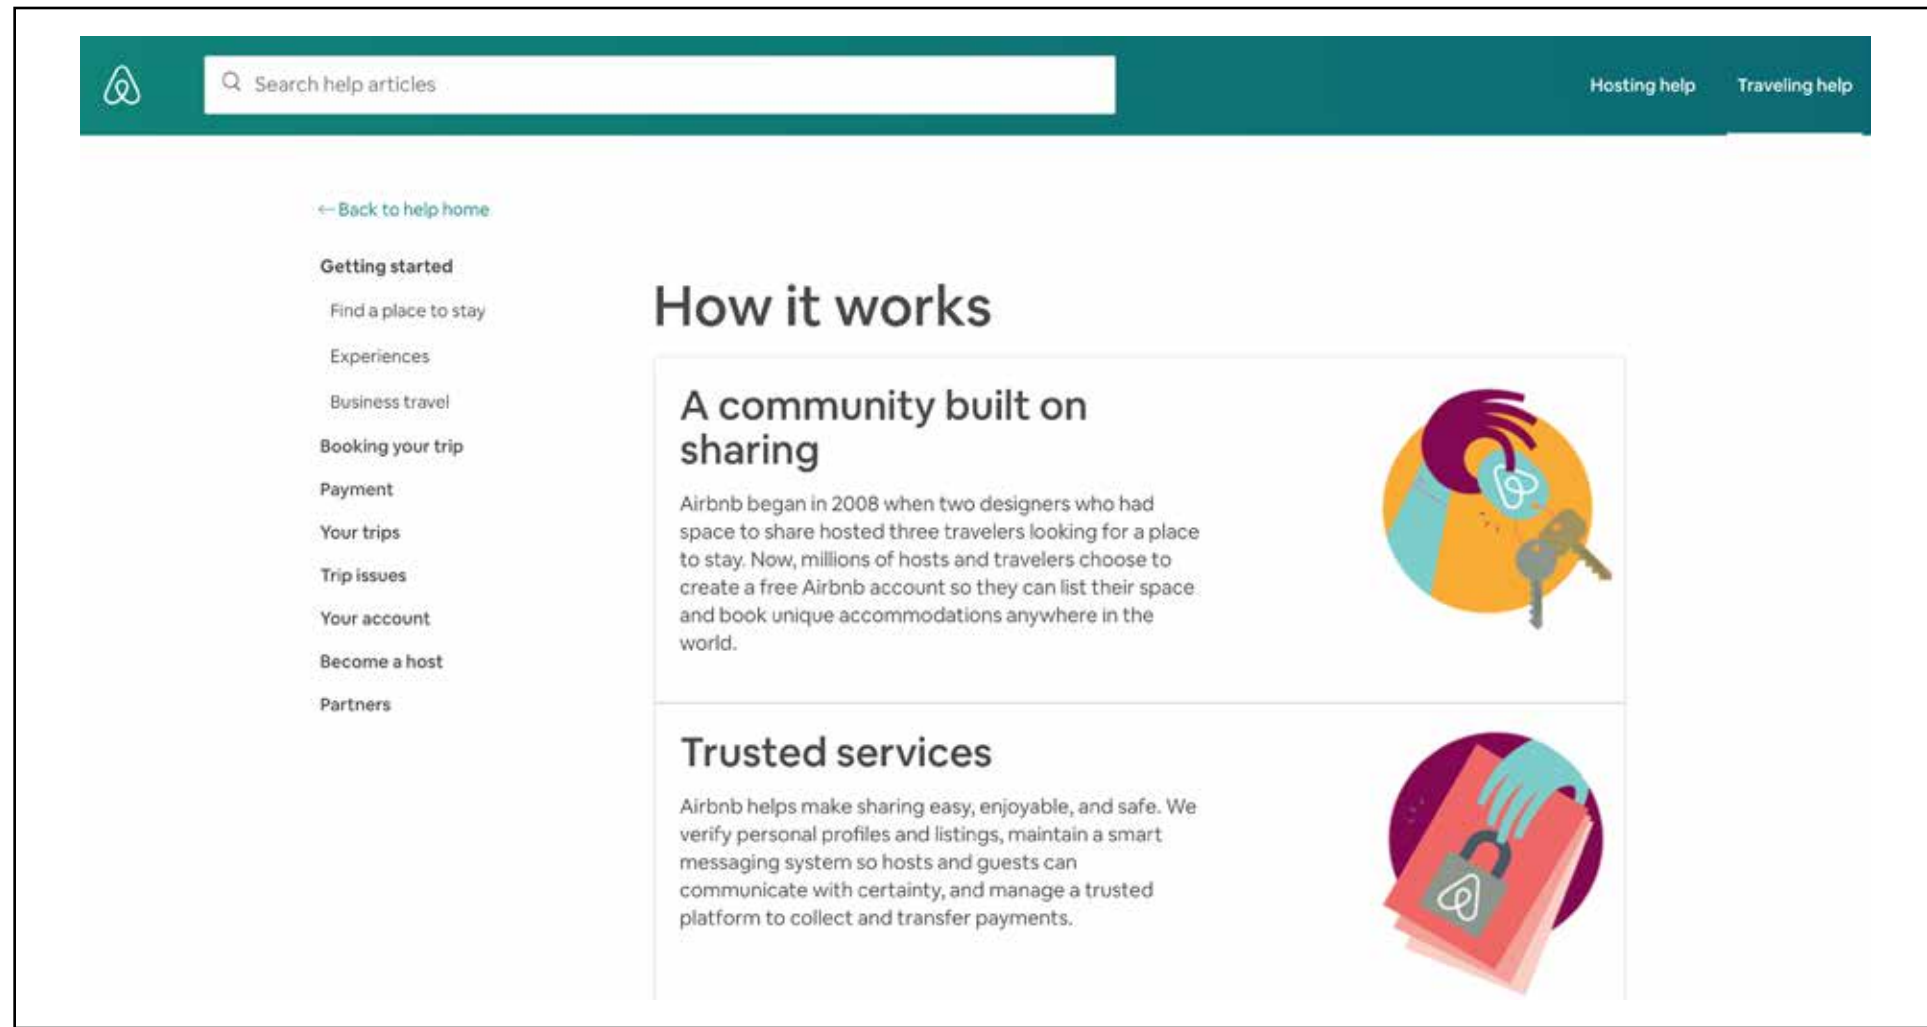 Search help articles
Hosting help
Traveling help
←Back to help home
Getting started
Find a place to stay
Experiences
Business travel
Booking your trip
Payment
Your trips
Trip issues
Your account
Become a host
Partners
How it works
A community built on
sharing
Airbnb began in 2008 when two designers who had
space to share hosted three travelers looking for a place
to stay. Now, millions of hosts and travelers choose to
create a free Airbnb account so they can list their space
and book unique accommodations anywhere in the
world.
Trusted services
Airbnb helps make sharing easy, enjoyable, and safe. We
verify personal profiles and listings, maintain a smart
messaging system so hosts and guests can
communicate with certainty, and manage a trusted
platform to collect and transfer payments.